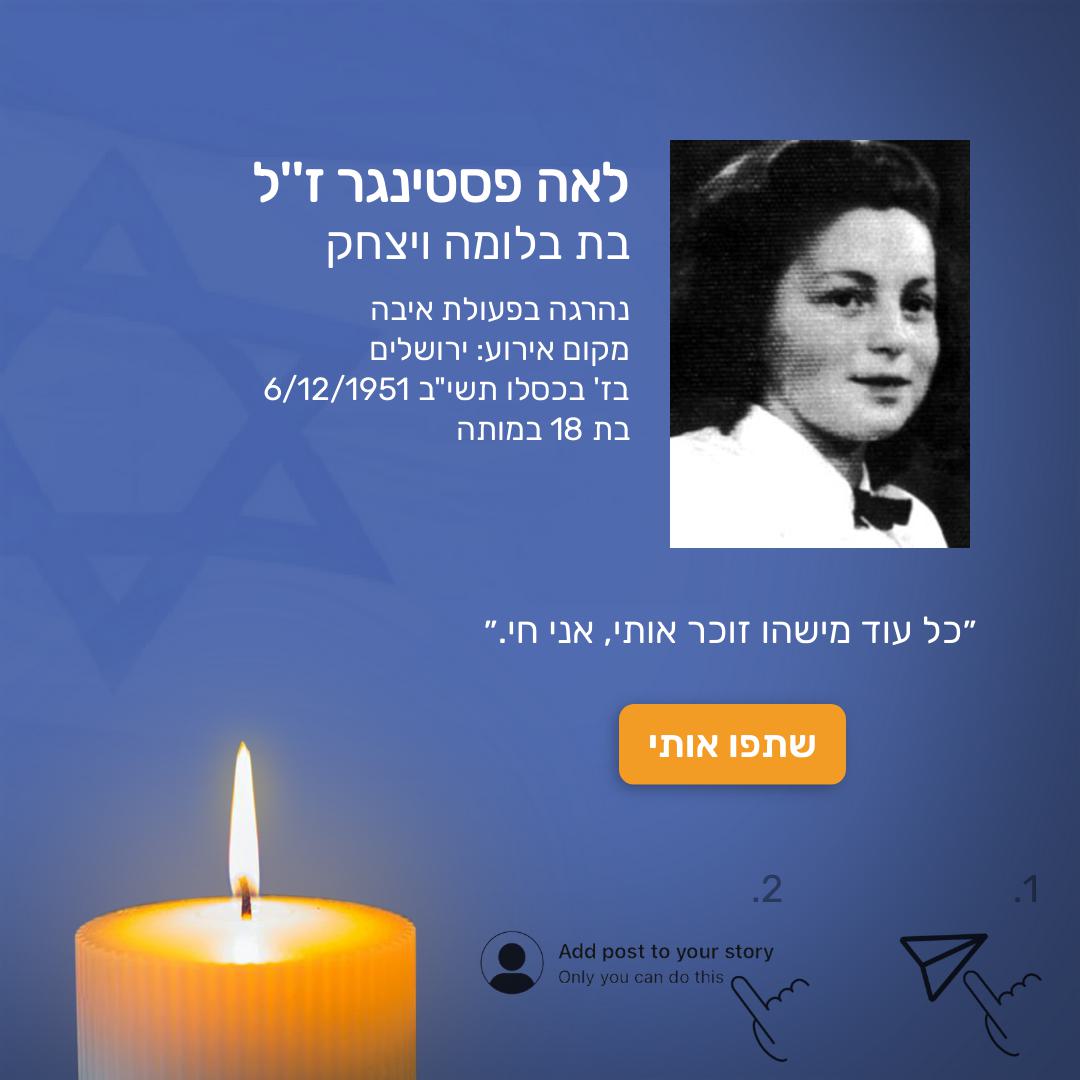 לאה פסטינגר ז"ל
בת בלומה ויצחק
נהרגה בפעולת איבה
מקום אירוע: ירושלים
בז' בכסלו תשי"ב 6/12/1951
בת 18 במותה
״כל עוד מישהו זוכר אותי, אני חי.״
שתפו אותי
1.
2.
Add post to your story
Only you can do this